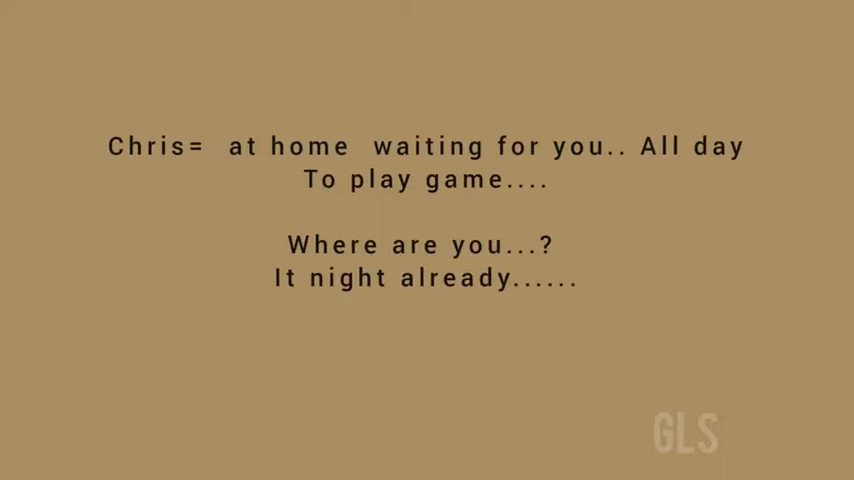 Chris=  at home  waiting for you.. All day
To play game....
Where are you...?
It night already......
GLS